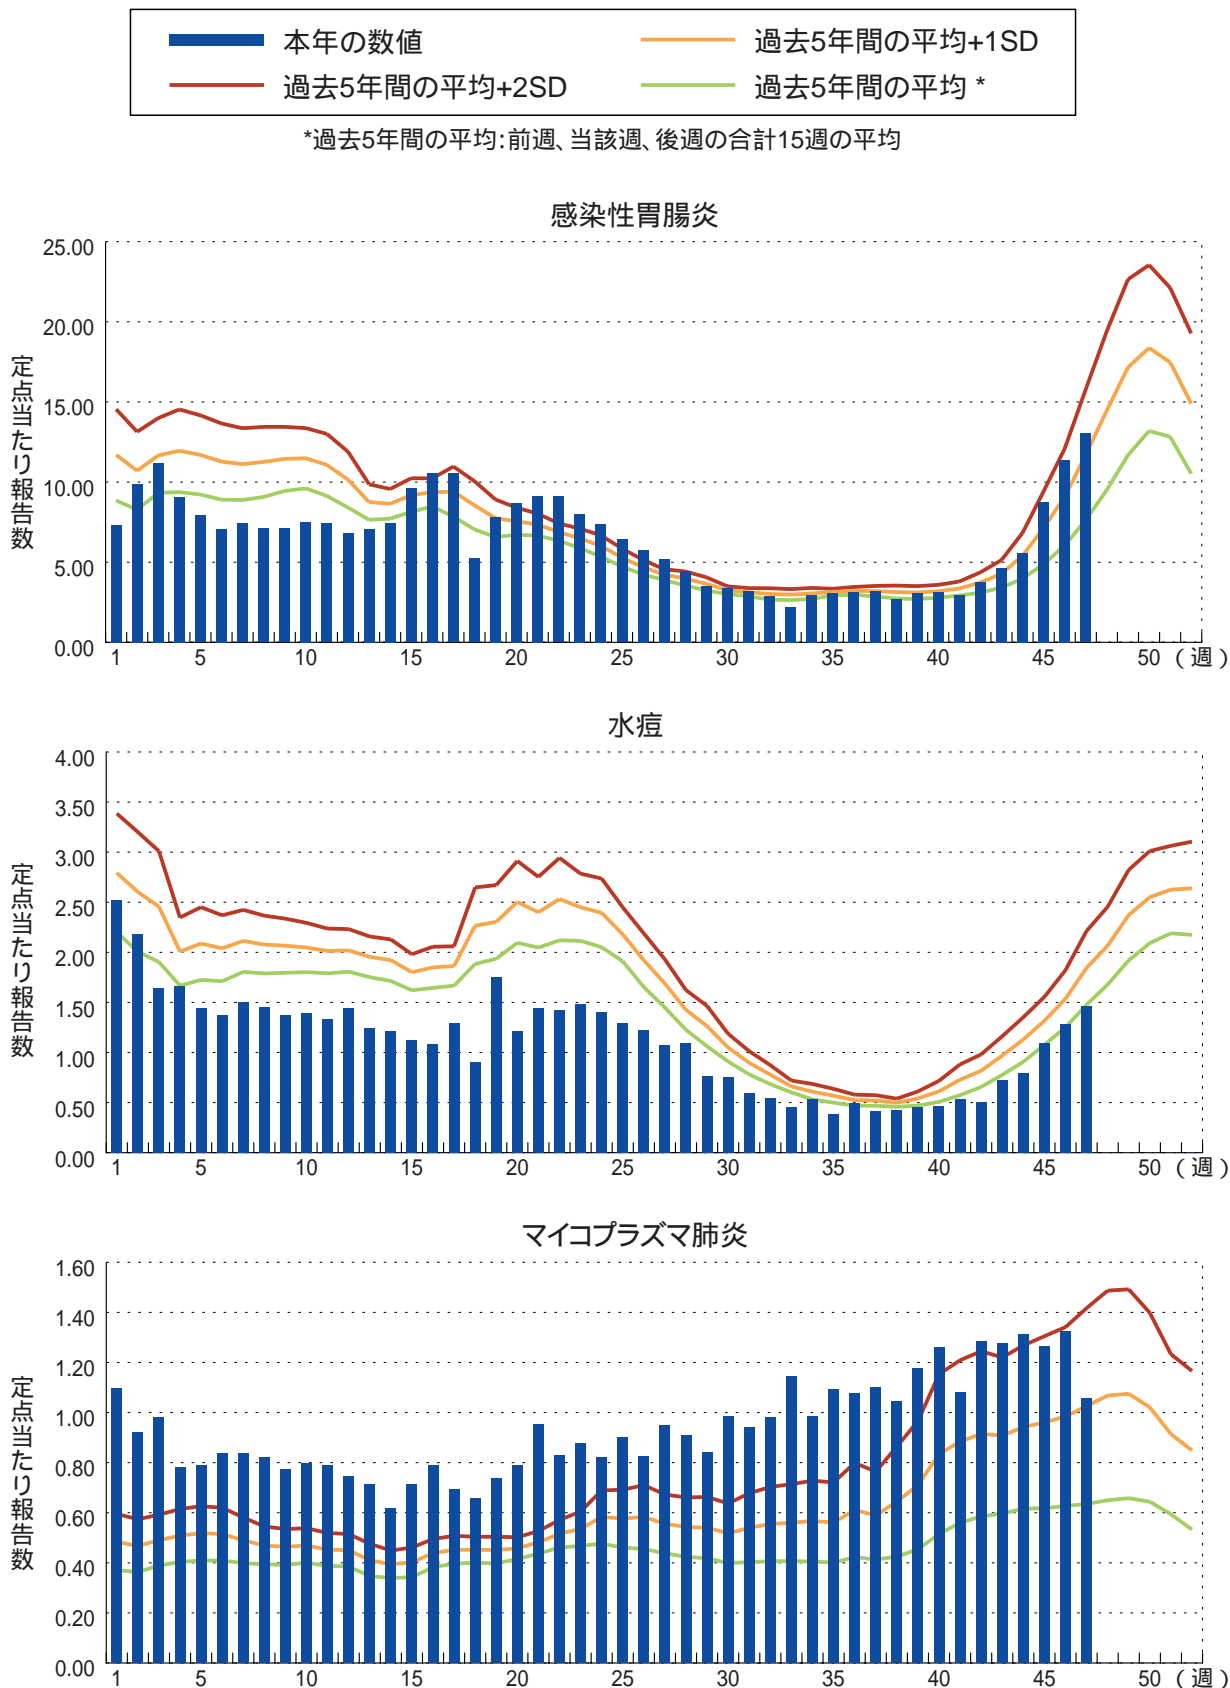 本年の数値 過去5年間の平均+1SD
過去5年間の平均+2SD 過去5年間の平均 *
*過去5年間の平均:前週、当該週、後週の合計15週の平均
感染性胃腸炎
定点当たり報告数
25.00
20.00
15.00
10.00
5.00
0.00
1 5 10 15 20 25 30 35 40 45 50 (週)
水痘
定点当たり報告数
4.00
3.50
3.00
2.50
2.00
1.50
1.00
0.50
0.00
1 5 10 15 20 25 30 35 40 45 50 (週)
マイコプラズマ肺炎
定点当たり報告数
1.60
1.40
1.20
1.00
0.80
0.60
0.40
0.20
0.00
1 5 10 15 20 25 30 35 40 45 50 (週)